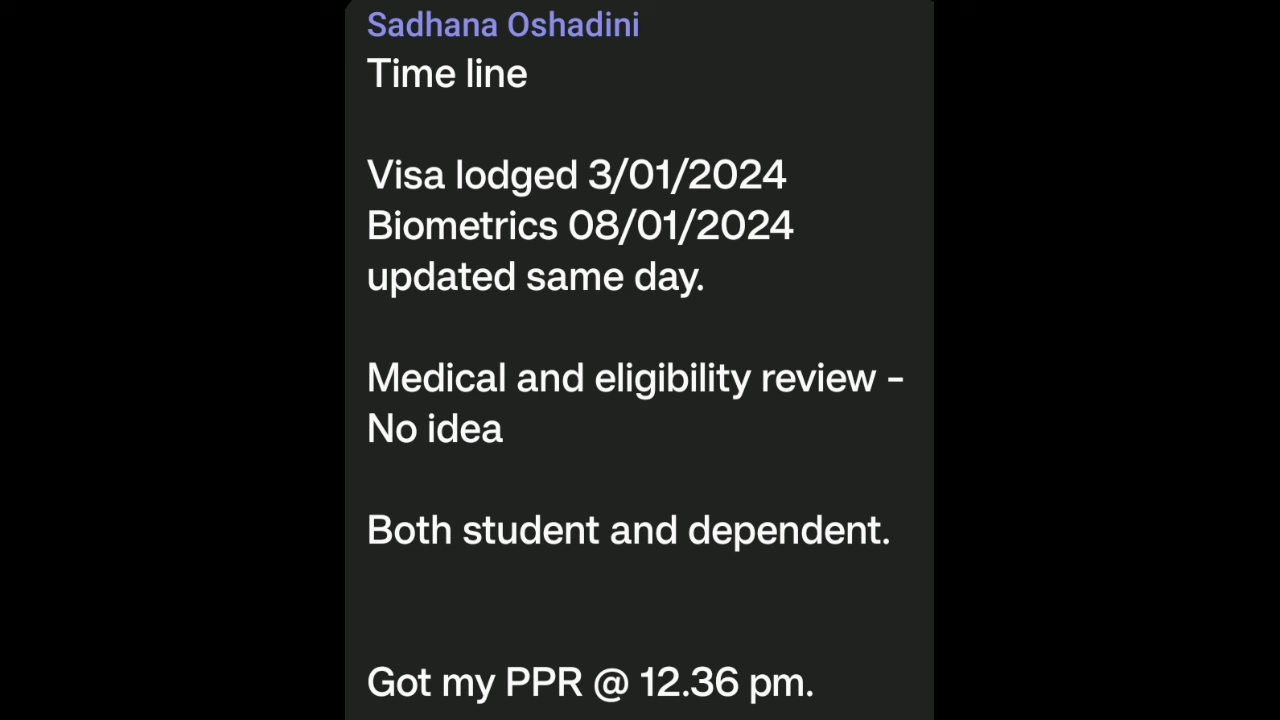 Sadhana Oshadini
Time line
Visa lodged 3/01/2024
Biometrics 08/01/2024
updated same day.
Medical and eligibility review -
No idea
Both student and dependent.
Got my PPR @ 12.36 pm.